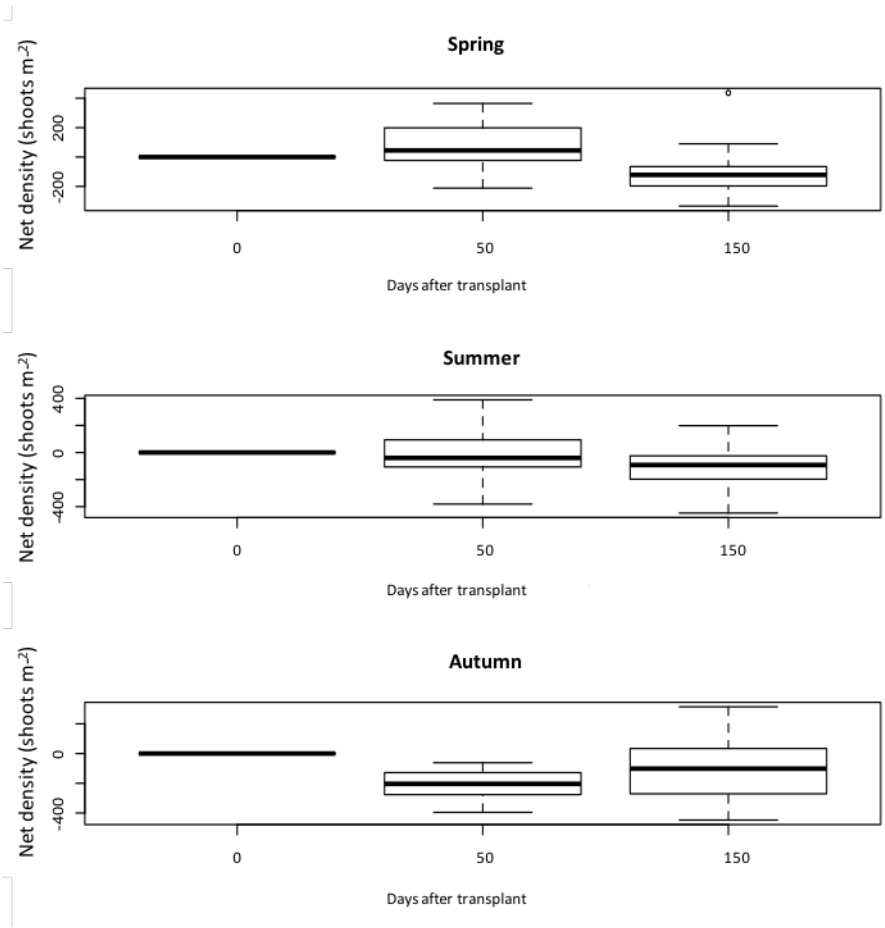 Spring
Net density (shoots m-2)
200
-200
0 50 150
Days after transplant
Summer
Net density (shoots m-2)
400
0
-400
0 50 150
Days after transplant
Autumn
Net density (shoots m-2)
0
-400
0 50 150
Days after transplant